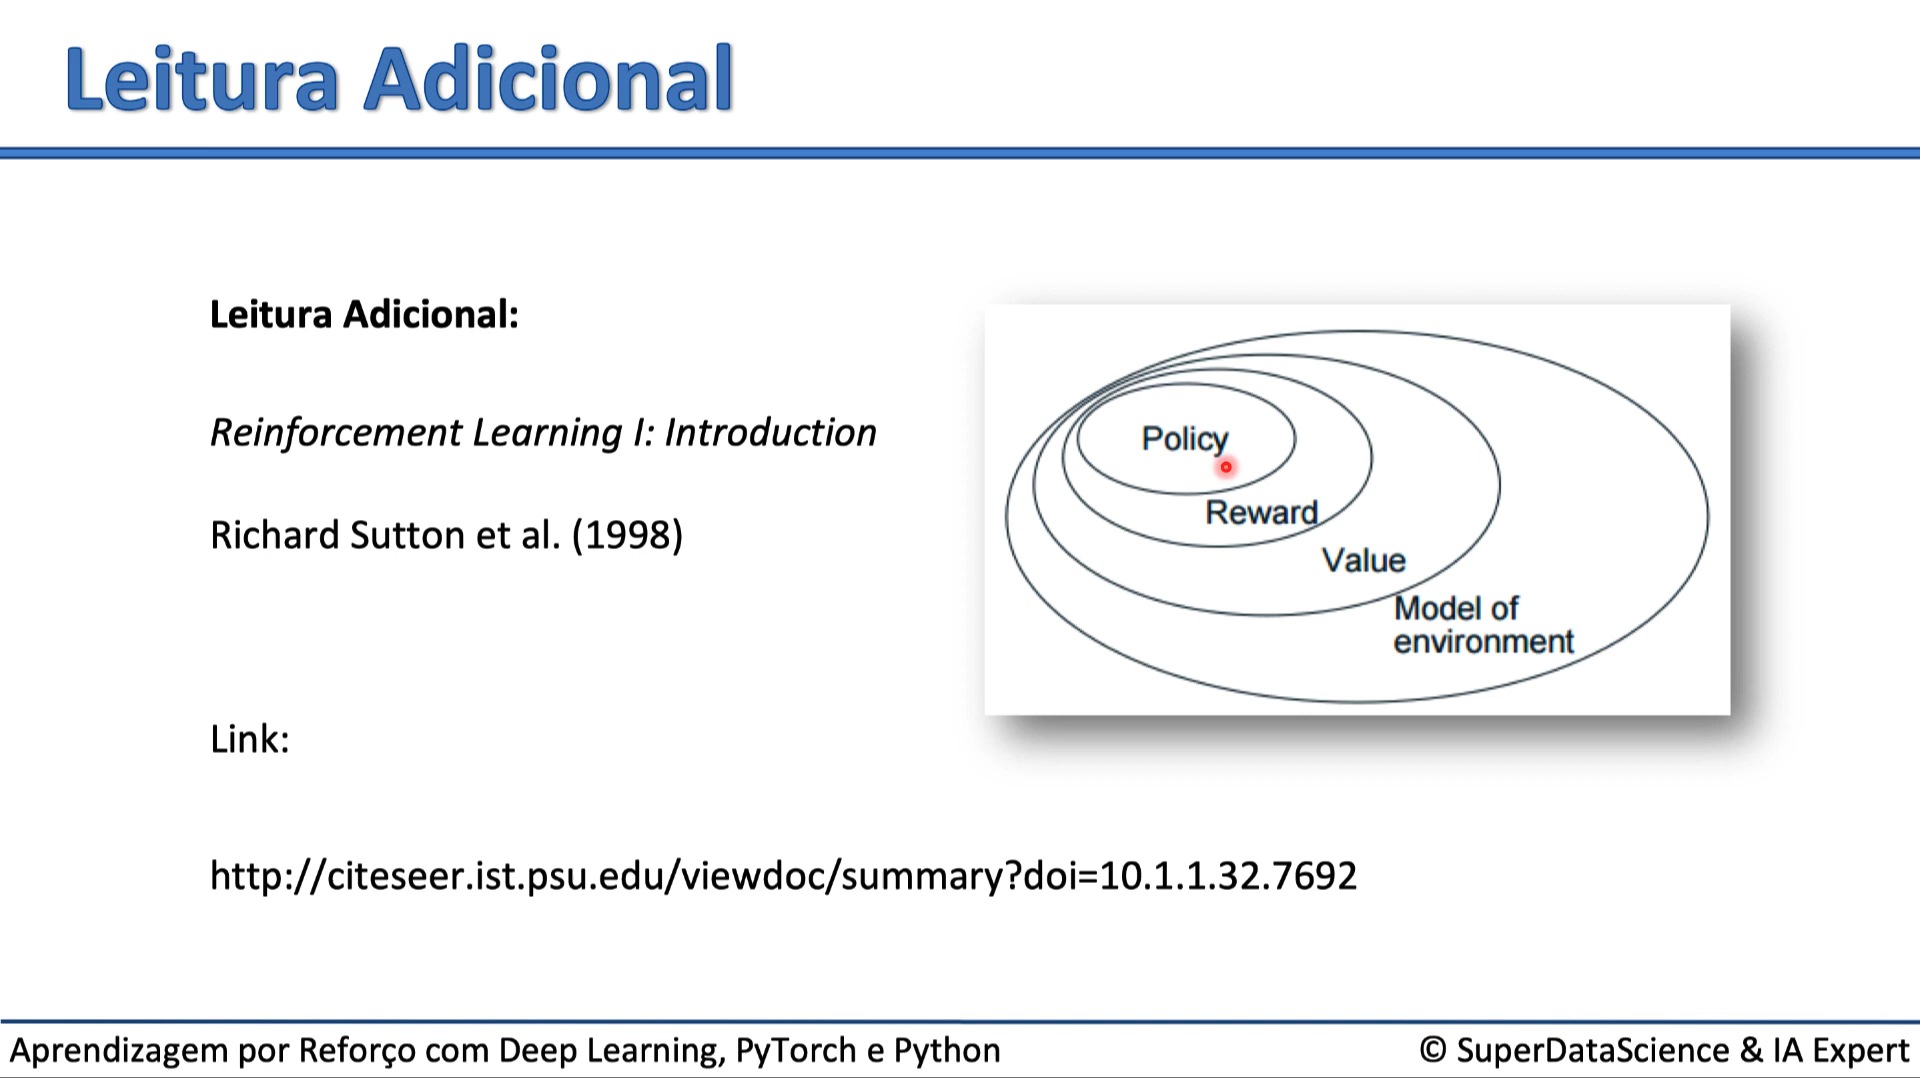 Leitura Adicional
Leitura Adicional:
Reinforcement Learning I: Introduction
Richard Sutton et al. (1998)
Link:
http://citeseer.ist.psu.edu/viewdoc/summary?doi=10.1.1.32.7692
Policy
Reward
Value
Model of
environment
Aprendizagem por Reforço com Deep Learning, PyTorch e Python
© SuperDataScience & IA Expert